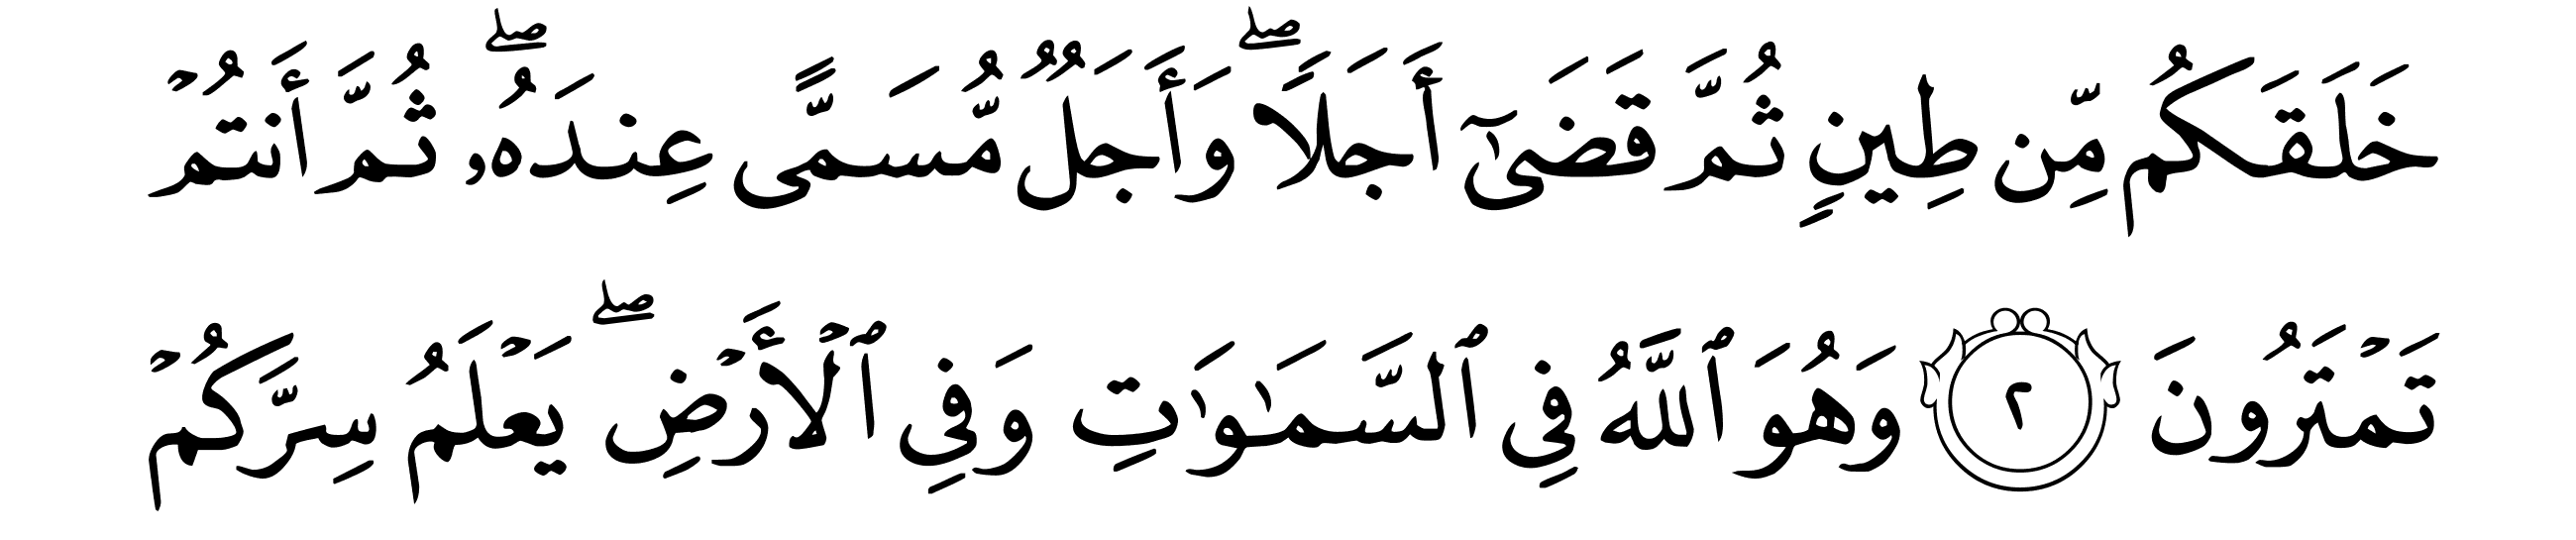 خَلَقَكُم مِّن طِينٍ ثُمَّ قَضَىٰٓ أَجَلًاۖ وَأَجَلٌ مُّسَمًّى عِندَهُۥۖ ثُمَّ أَنتُمۡ
تَمۡتَرُونَ ٢ وَهُوَ ٱللَّهُ فِي ٱلسَّمَٰوَٰتِ وَفِي ٱلۡأَرۡضِۖ يَعۡلَمُ سِرَّكُمۡ